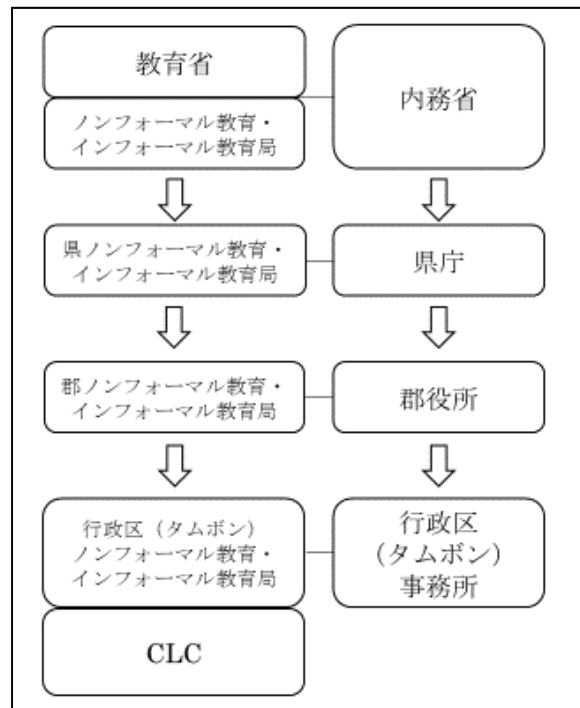 教育省
ノンフォーマル教育・
インフォーマル教育局
内務省
県ノンフォーマル教育・
インフォーマル教育局
県庁
郡ノンフォーマル教育・
インフォーマル教育局
郡役所
行政区（タムボン）
ノンフォーマル教育・
インフォーマル教育局
行政区
（タムボン）
事務所
CLC